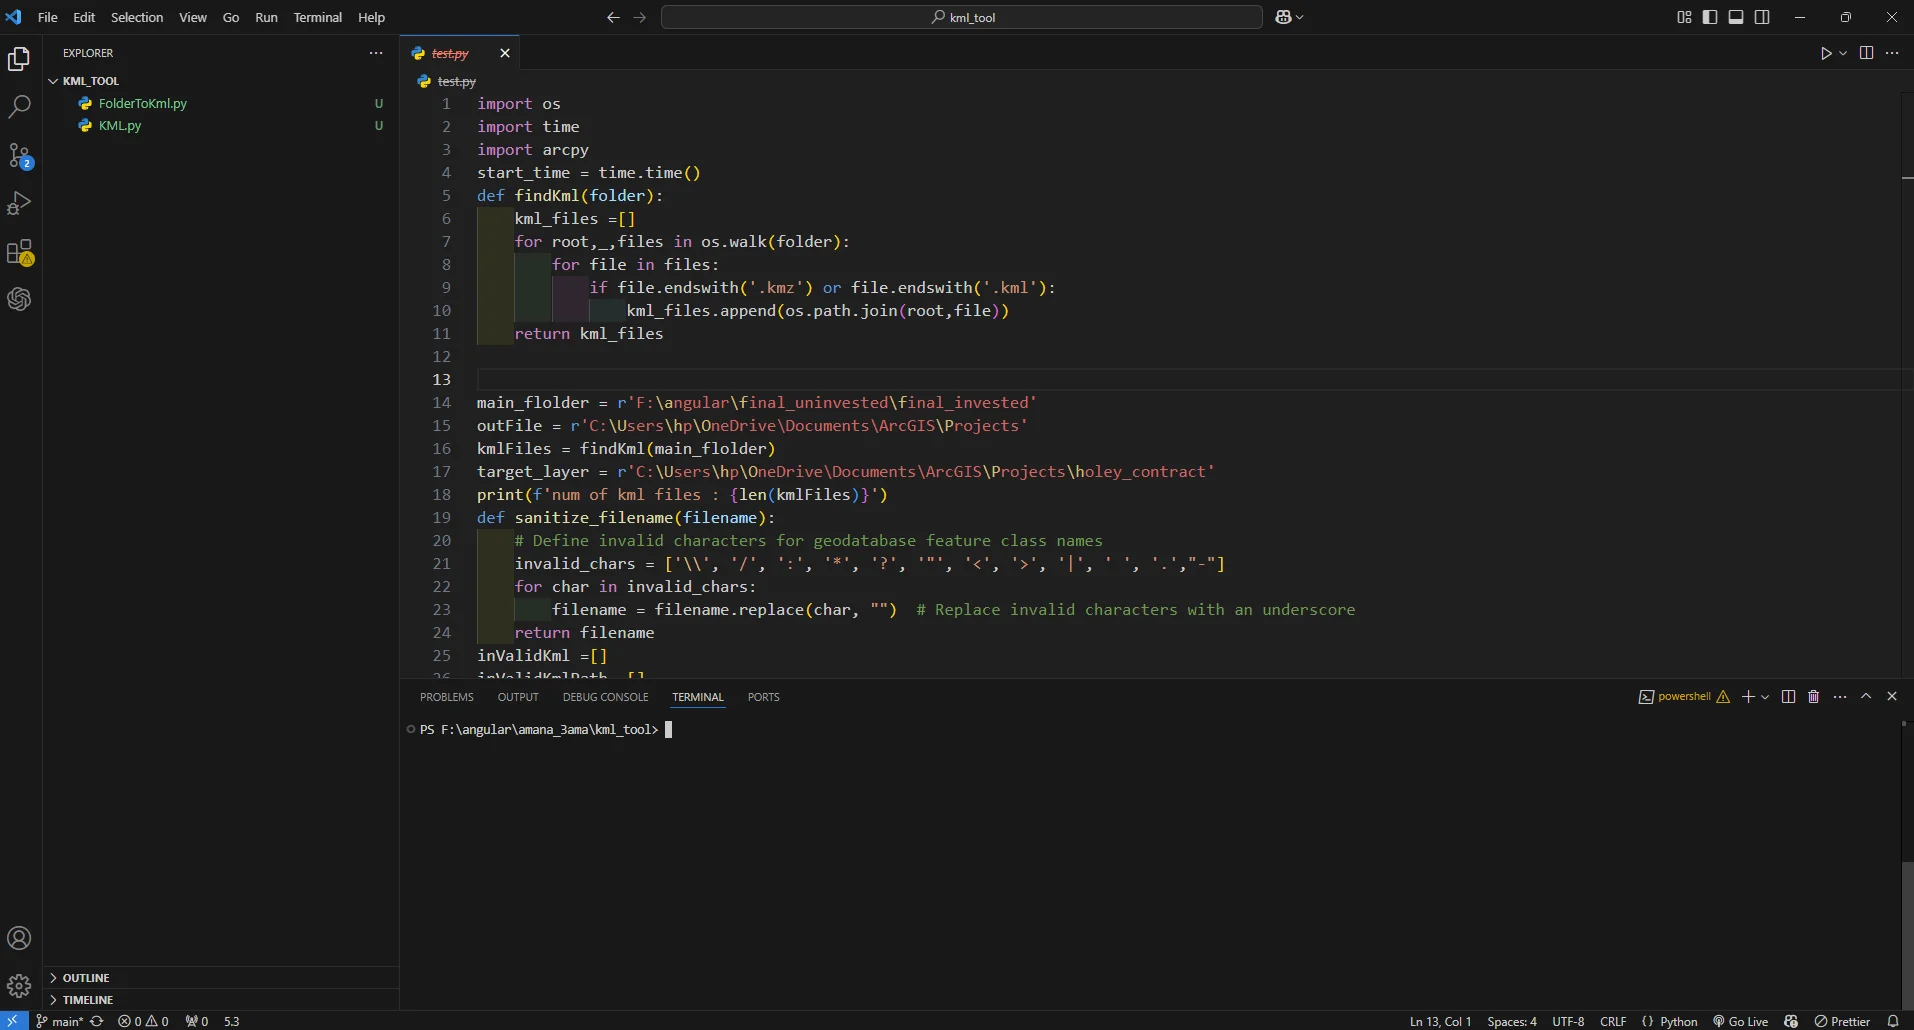 File Edit Selection View Go Run Terminal Help
kml_tool
EXPLORER
KML_TOOL
FolderToKml.py U
KML.py U
2
OUTLINE
TIMELINE
test.py
test.py
1 import os
2 import time
3 import arcpy
4 start_time = time.time()
5 def findKml(folder):
6 kml_files =[]
7 for root,_,files in os.walk(folder):
8 for file in files:
9 if file.endswith('.kmz') or file.endswith('.kml'):
10 kml_files.append(os.path.join(root,file))
11 return kml_files
12
13
14 main_flolder = r'F:\angular\final_uninvested\final_invested'
15 outFile = r'C:\Users\hp\OneDrive\Documents\ArcGIS\Projects'
16 kmlFiles = findKml(main_flolder)
17 target_layer = r'C:\Users\hp\OneDrive\Documents\ArcGIS\Projects\holey_contract'
18 print(f'num of kml files : {len(kmlFiles)}')
19 def sanitize_filename(filename):
20 # Define invalid characters for geodatabase feature class names
21 invalid_chars = ['\\', '/', ':', '*', '?', '"', '<', '>', '|', ' ', '.',"-"]
22 for char in invalid_chars:
23 filename = filename.replace(char, "") # Replace invalid characters with an underscore
24 return filename
25 inValidKml =[]
26 inValidKmlPath =[]
PROBLEMS OUTPUT DEBUG CONSOLE TERMINAL PORTS
powershell
PS F:\angular\amana_3ama\kml_tool>
main* 0 0 0 5.3
Ln 13, Col 1 Spaces: 4 UTF-8 CRLF {} Python Go Live Prettier